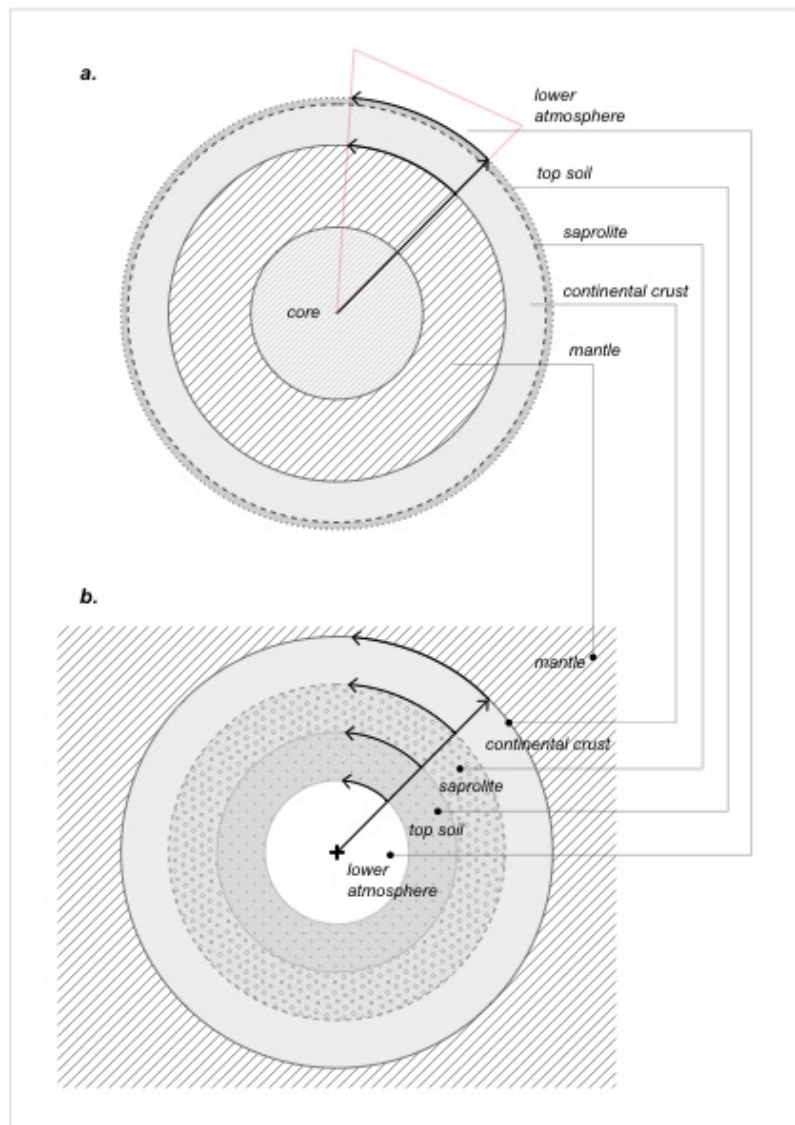 a.
lower
atmosphere
top soil
saprolite
continental crust
core
mantle
b.
mantle
continental crust
saprolite
top soil
lower
atmosphere